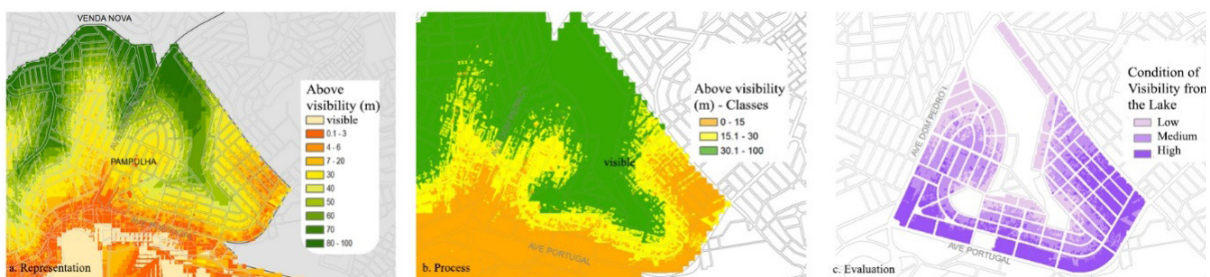 VENDA NOVA
PAMPULHA
Above
visibility (m)
visible
0.1 - 3
4 - 6
7 - 20
30
40
50
60
70
80 - 100
a. Representation
Above visibility
(m) - Classes
0 - 15
15.1 - 30
30.1 - 100
visible
AVE PORTUGAL
b. Process
Condition of
Visibility from
the Lake
Low
Medium
High
AVE DOM PEDRO I
AVE PORTUGAL
c. Evaluation